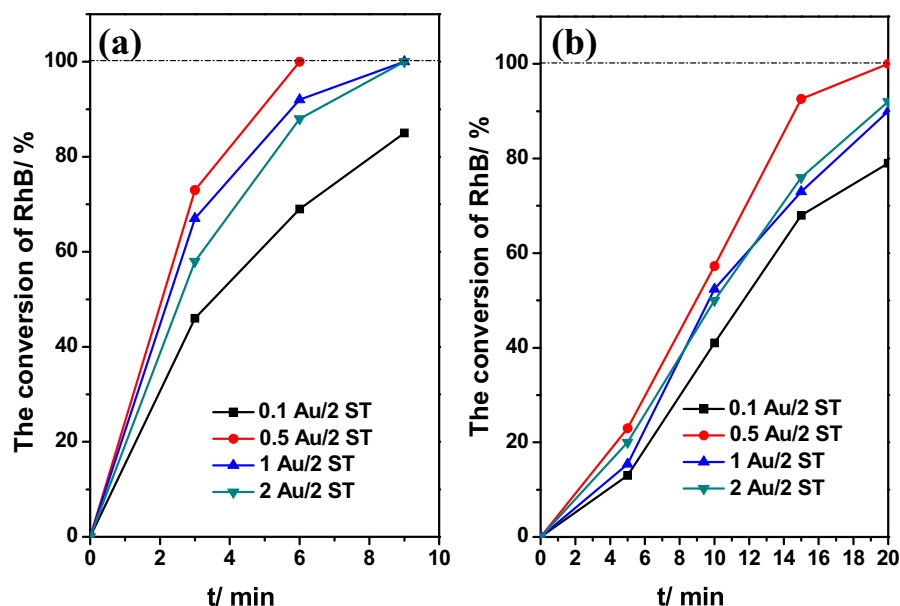 (a)
The conversion of RhB/ %
100
80
60
40
20
0
0 2 4 6 8 10
t/ min
0.1 Au/2 ST
0.5 Au/2 ST
1 Au/2 ST
2 Au/2 ST
(b)
The conversion of RhB/ %
100
80
60
40
20
0
0 2 4 6 8 10 12 14 16 18 20
t/ min
0.1 Au/2 ST
0.5 Au/2 ST
1 Au/2 ST
2 Au/2 ST